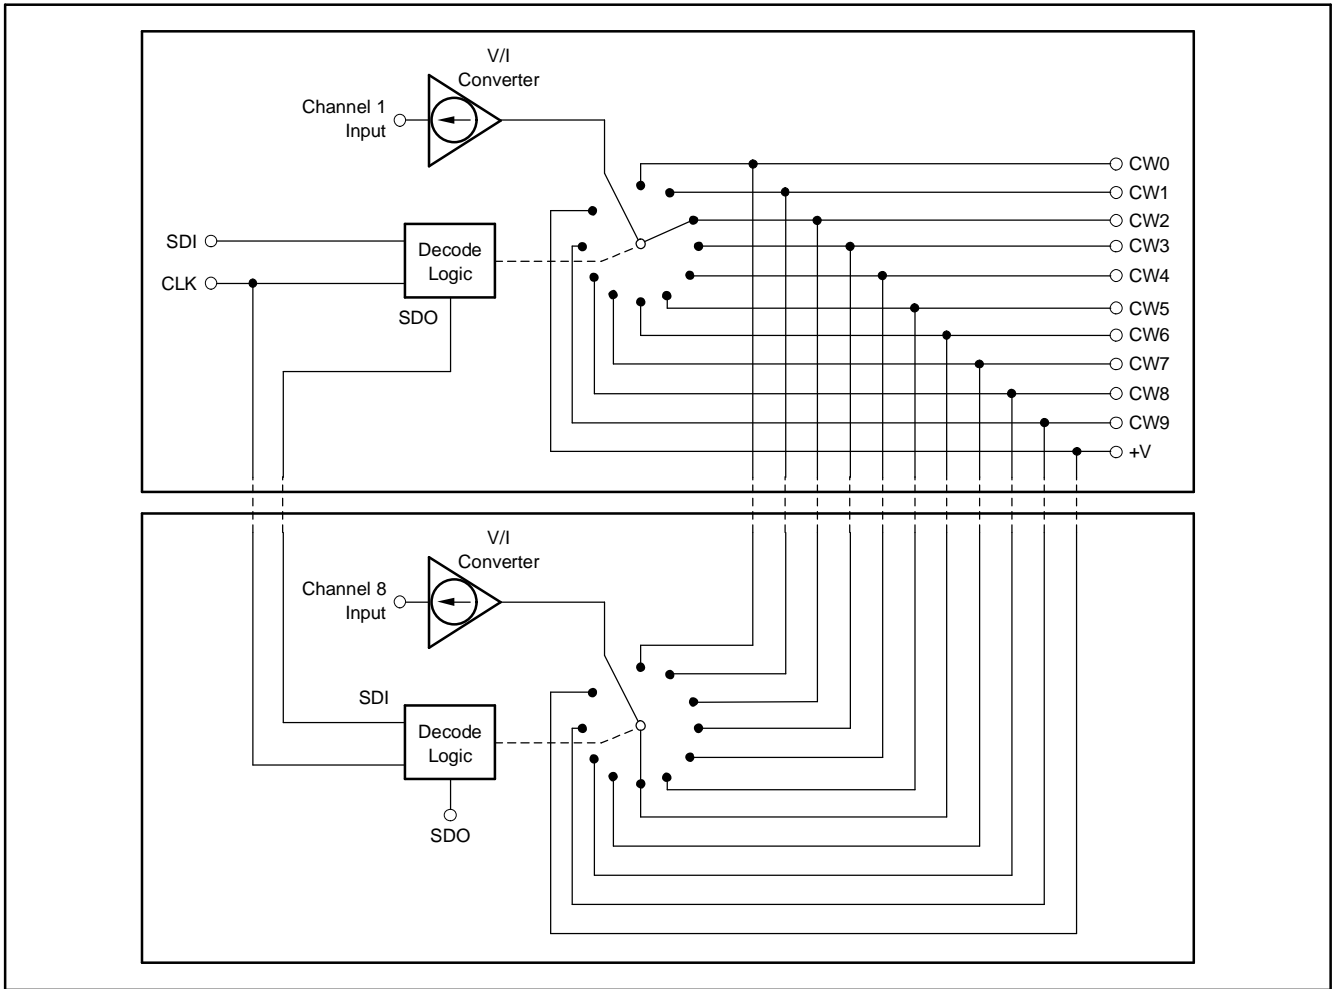 V/I
Converter
Channel 1
Input
CW0
CW1
CW2
SDI
CW3
Decode
Logic
CLK
CW4
SDO
CW5
CW6
CW7
CW8
CW9
+V
V/I
Converter
Channel 8
Input
SDI
Decode
Logic
SDO